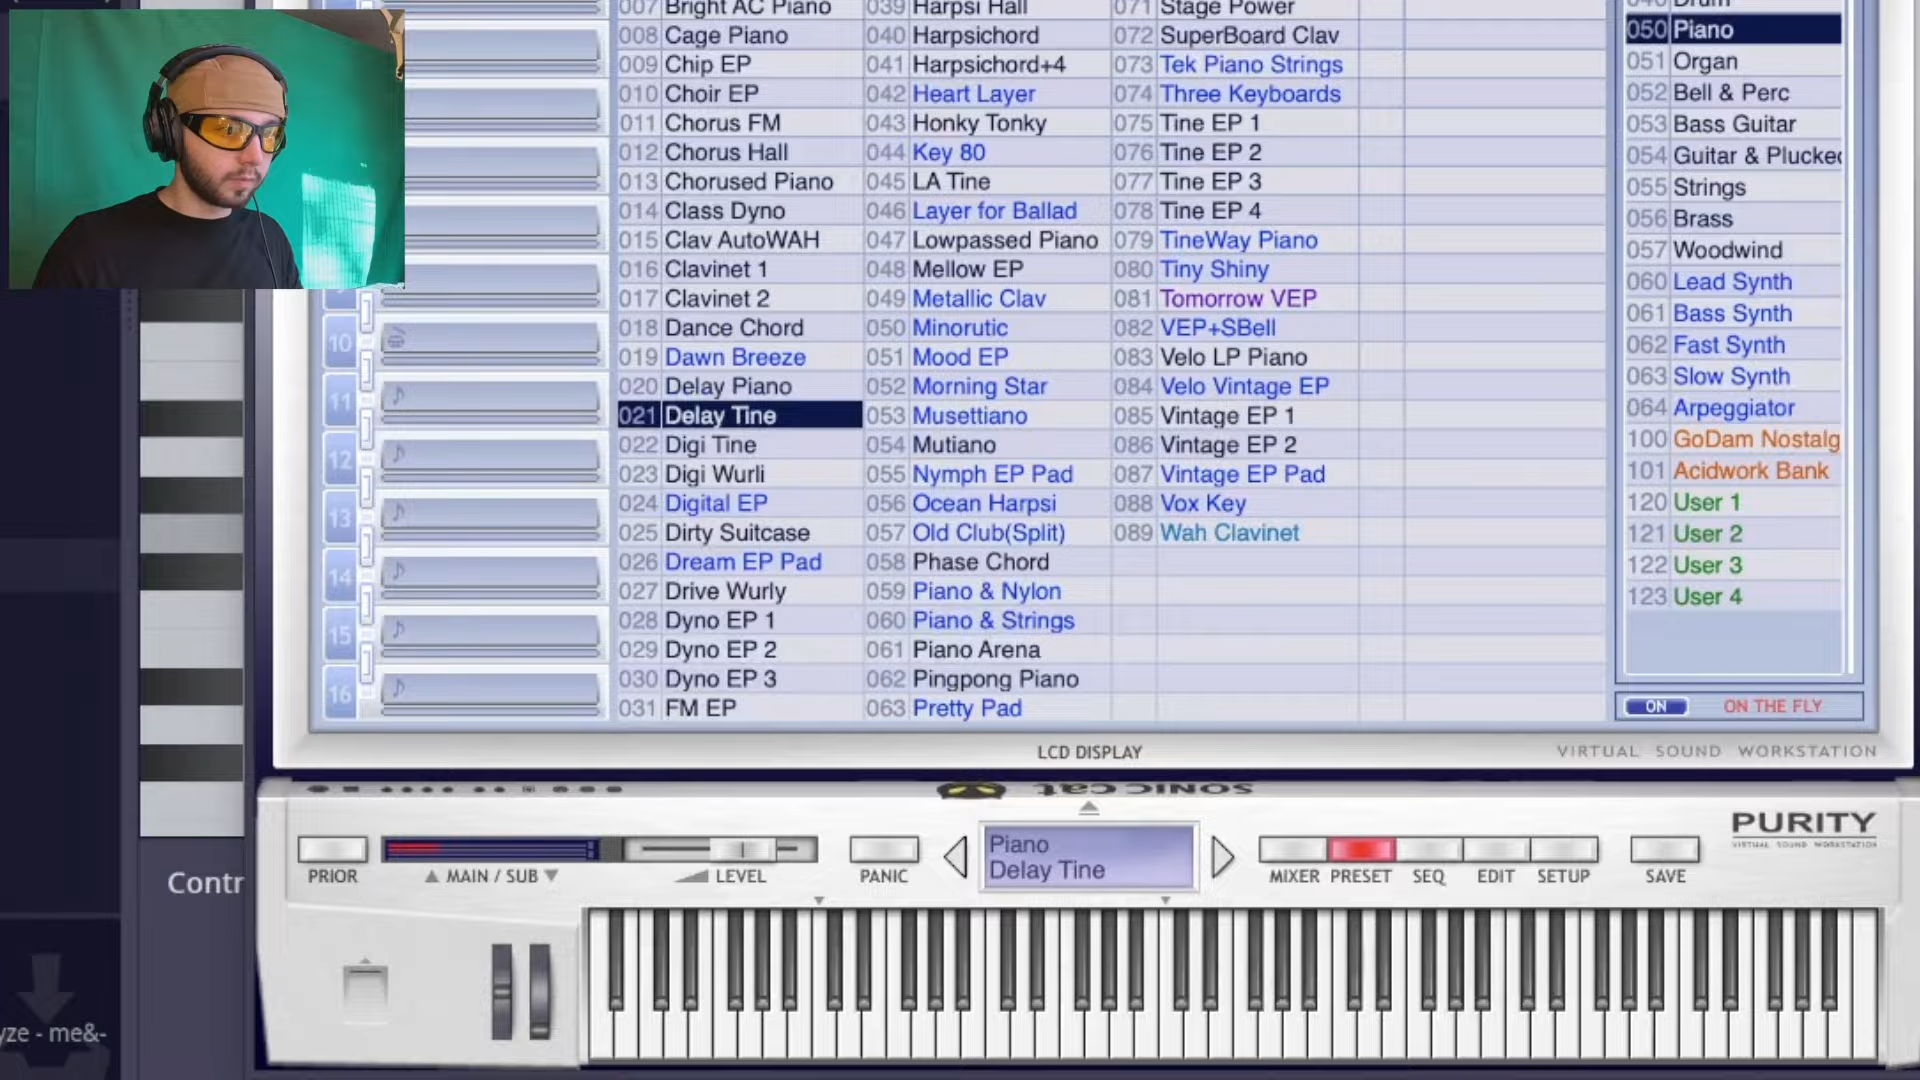 007 Bright AC Piano
008 Cage Piano
009 Chip EP
010 Choir EP
011 Chorus FM
012 Chorus Hall
013 Chorused Piano
014 Class Dyno
015 Clav AutoWAH
016 Clavinet 1
017 Clavinet 2
018 Dance Chord
019 Dawn Breeze
020 Delay Piano
021 Delay Tine
022 Digi Tine
023 Digi Wurli
024 Digital EP
025 Dirty Suitcase
026 Dream EP Pad
027 Drive Wurly
028 Dyno EP 1
029 Dyno EP 2
030 Dyno EP 3
031 FM EP
039 Harpsi Hall
040 Harpsichord
041 Harpsichord+4
042 Heart Layer
043 Honky Tonky
044 Key 80
045 LA Tine
046 Layer for Ballad
047 Lowpassed Piano
048 Mellow EP
049 Metallic Clav
050 Minorutic
051 Mood EP
052 Morning Star
053 Musettiano
054 Mutiano
055 Nymph EP Pad
056 Ocean Harpsi
057 Old Club(Split)
058 Phase Chord
059 Piano & Nylon
060 Piano & Strings
061 Piano Arena
062 Pingpong Piano
063 Pretty Pad
071 Stage Power
072 SuperBoard Clav
073 Tek Piano Strings
074 Three Keyboards
075 Tine EP 1
076 Tine EP 2
077 Tine EP 3
078 Tine EP 4
079 TineWay Piano
080 Tiny Shiny
081 Tomorrow VEP
082 VEP+SBell
083 Velo LP Piano
084 Velo Vintage EP
085 Vintage EP 1
086 Vintage EP 2
087 Vintage EP Pad
088 Vox Key
089 Wah Clavinet
040 Drum
050 Piano
051 Organ
052 Bell & Perc
053 Bass Guitar
054 Guitar & Plucked
055 Strings
056 Brass
057 Woodwind
060 Lead Synth
061 Bass Synth
062 Fast Synth
063 Slow Synth
064 Arpeggiator
100 GoDam Nostalg
101 Acidwork Bank
120 User 1
121 User 2
122 User 3
123 User 4
10
11
12
13
14
15
16
ON ON THE FLY
LCD DISPLAY
VIRTUAL SOUND WORKSTATION
sonic cat
PURITY
VIRTUAL SOUND WORKSTATION
Piano
Delay Tine
PRIOR MAIN / SUB LEVEL PANIC MIXER PRESET SEQ EDIT SETUP SAVE
Contr
yze - me&-